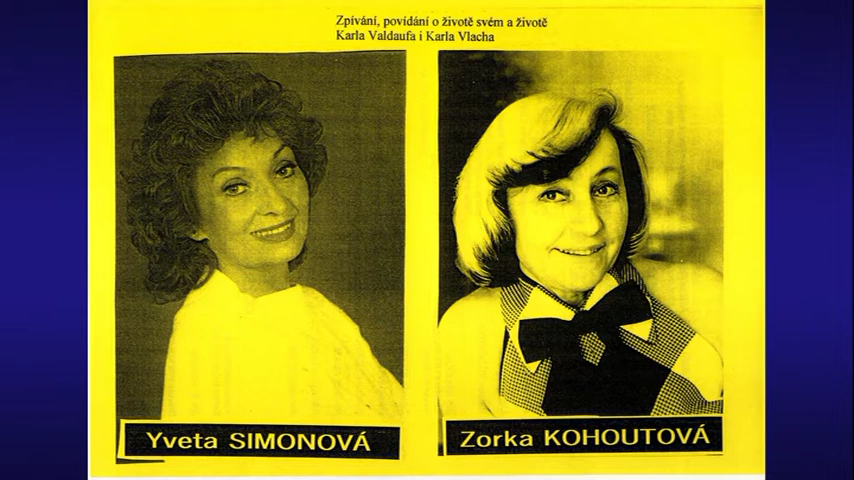 Zpívání, povídání o životě svém a životě
Karla Valdaufa i Karla Vlacha
Yveta SIMONOVÁ
Zorka KOHOUTOVÁ